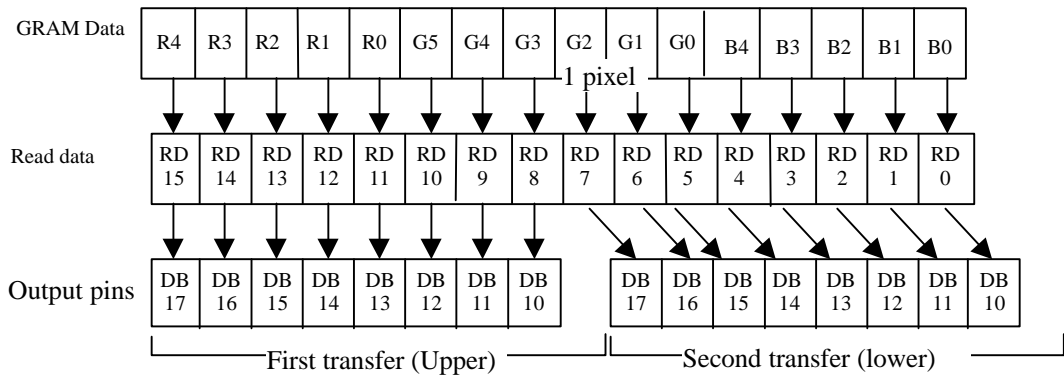 GRAM Data R4 R3 R2 R1 R0 G5 G4 G3 G2 G1 G0 B4 B3 B2 B1 B0
1 pixel
Read data RD RD RD RD RD RD RD RD RD RD RD RD RD RD RD RD
15 14 13 12 11 10 9 8 7 6 5 4 3 2 1 0
Output pins DB DB DB DB DB DB DB DB DB DB DB DB DB DB DB DB
17 16 15 14 13 12 11 10 17 16 15 14 13 12 11 10
First transfer (Upper) Second transfer (lower)